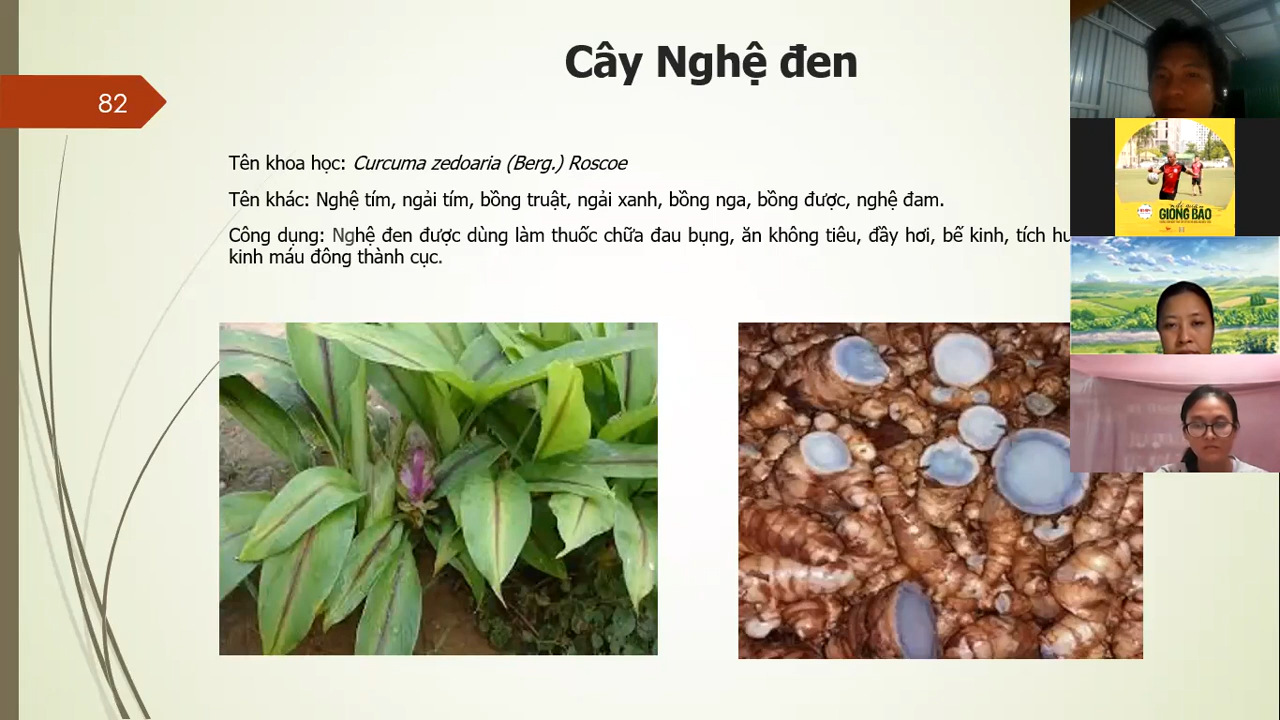 Cây Nghệ đen
82
Tên khoa học: Curcuma zedoaria (Berg.) Roscoe
Tên khác: Nghệ tím, ngải tím, bồng truật, ngải xanh, bồng nga, bồng được, nghệ đam.
Công dụng: Nghệ đen được dùng làm thuốc chữa đau bụng, ăn không tiêu, đầy hơi, bế kinh, tích
kinh máu đông thành cục.
GIÔNG BÃO